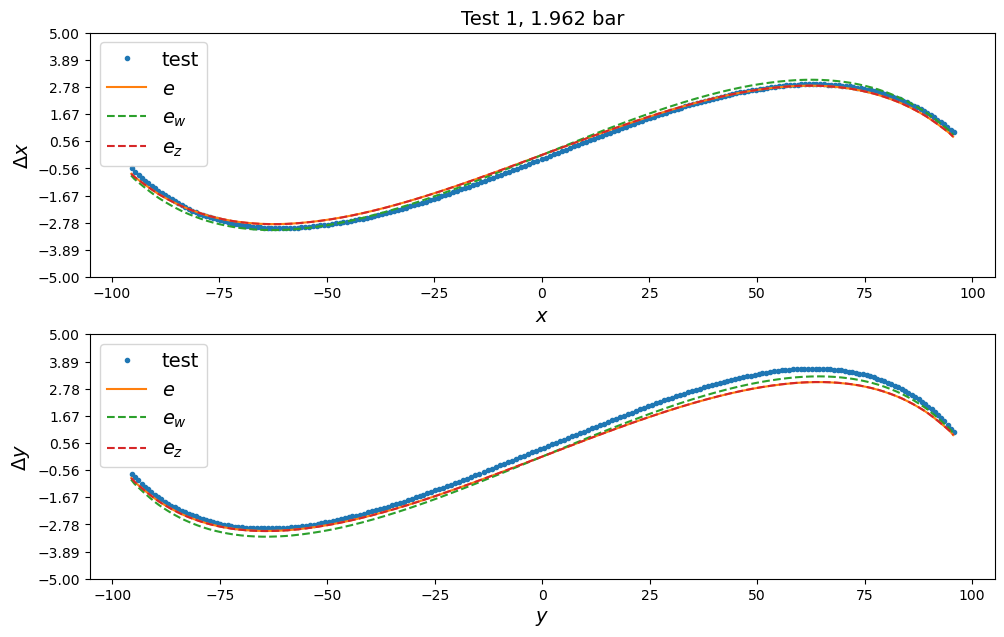 Test 1, 1.962 bar
5.00
3.89
2.78
1.67
0.56
−0.56
−1.67
−2.78
−3.89
−5.00
Δx
test
e
e_w
e_z
−100 −75 −50 −25 0 25 50 75 100
x
5.00
3.89
2.78
1.67
0.56
−0.56
−1.67
−2.78
−3.89
−5.00
Δy
test
e
e_w
e_z
−100 −75 −50 −25 0 25 50 75 100
y